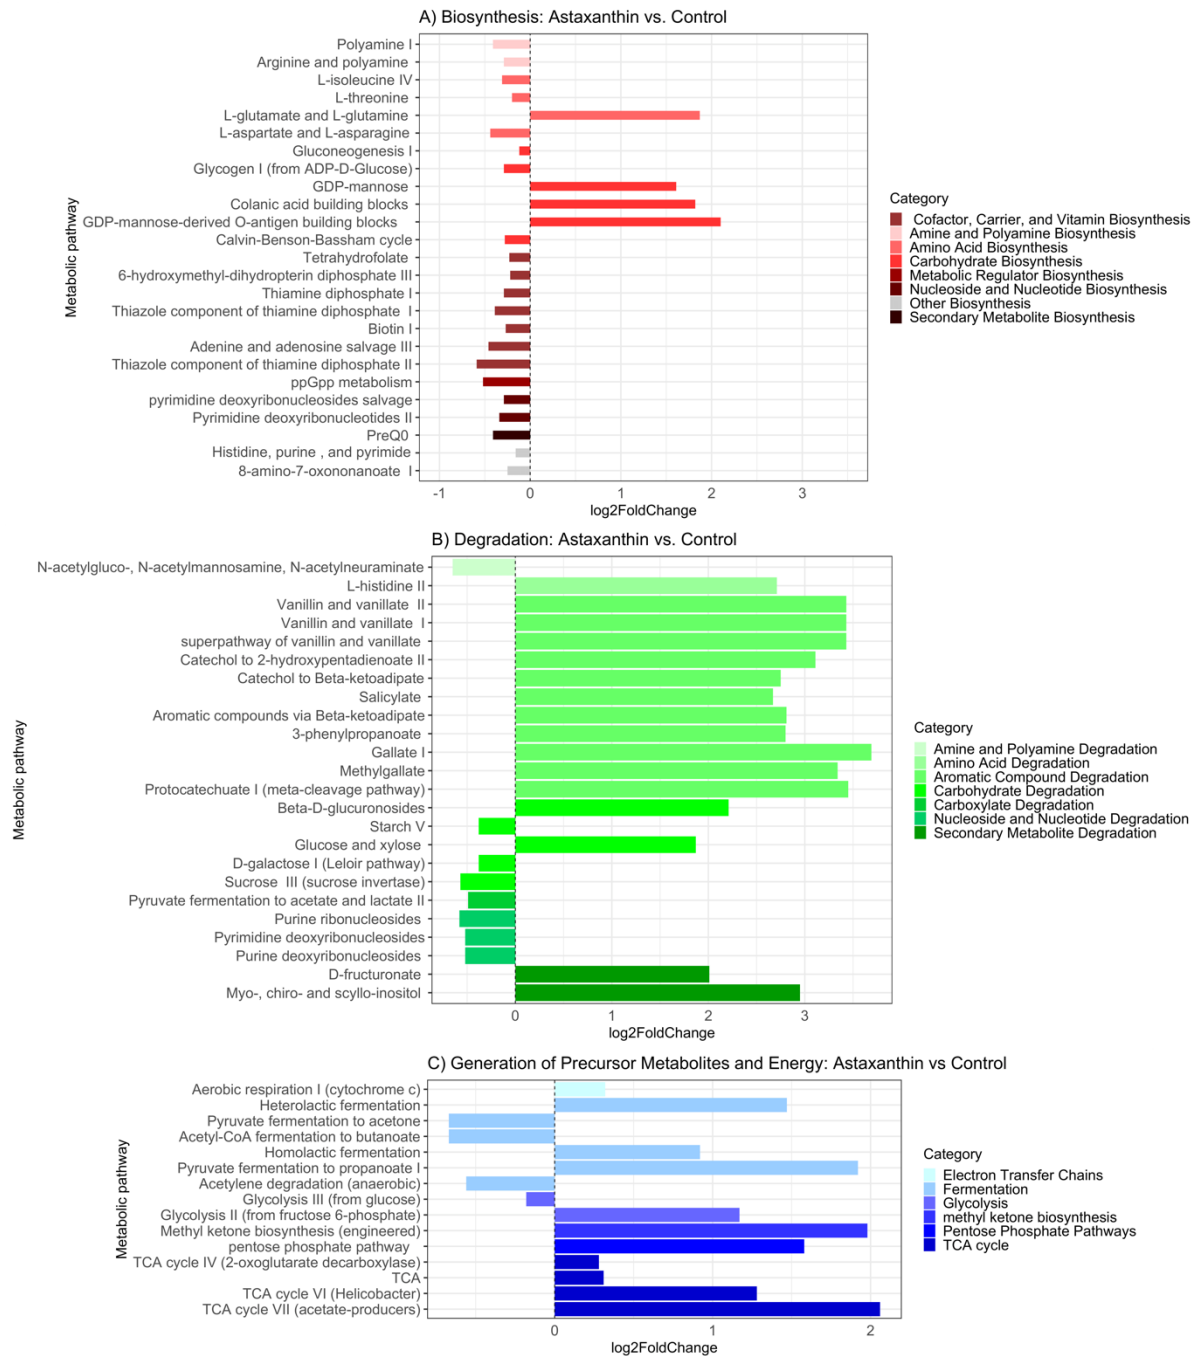 A) Biosynthesis: Astaxanthin vs. Control
Metabolic pathway
Polyamine I
Arginine and polyamine
L-isoleucine IV
L-threonine
L-glutamate and L-glutamine
L-aspartate and L-asparagine
Gluconeogenesis I
Glycogen I (from ADP-D-Glucose)
GDP-mannose
Colanic acid building blocks
GDP-mannose-derived O-antigen building blocks
Calvin-Benson-Bassham cycle
Tetrahydrofolate
6-hydroxymethyl-dihydropterin diphosphate III
Thiamine diphosphate I
Thiazole component of thiamine diphosphate I
Biotin I
Adenine and adenosine salvage III
Thiazole component of thiamine diphosphate II
ppGpp metabolism
pyrimidine deoxyribonucleosides salvage
Pyrimidine deoxyribonucleotides II
PreQ0
Histidine, purine , and pyrimide
8-amino-7-oxononanoate I
-1 0 1 2 3
log2FoldChange
Category
Cofactor, Carrier, and Vitamin Biosynthesis
Amine and Polyamine Biosynthesis
Amino Acid Biosynthesis
Carbohydrate Biosynthesis
Metabolic Regulator Biosynthesis
Nucleoside and Nucleotide Biosynthesis
Other Biosynthesis
Secondary Metabolite Biosynthesis
B) Degradation: Astaxanthin vs. Control
Metabolic pathway
N-acetylgluco-, N-acetylmannosamine, N-acetylneuraminate
L-histidine II
Vanillin and vanillate II
Vanillin and vanillate I
superpathway of vanillin and vanillate
Catechol to 2-hydroxypentadienoate II
Catechol to Beta-ketoadipate
Salicylate
Aromatic compounds via Beta-ketoadipate
3-phenylpropanoate
Gallate I
Methylgallate
Protocatechuate I (meta-cleavage pathway)
Beta-D-glucuronosides
Starch V
Glucose and xylose
D-galactose I (Leloir pathway)
Sucrose III (sucrose invertase)
Pyruvate fermentation to acetate and lactate II
Purine ribonucleosides
Pyrimidine deoxyribonucleosides
Purine deoxyribonucleosides
D-fructuronate
Myo-, chiro- and scyllo-inositol
0 1 2 3
log2FoldChange
Category
Amine and Polyamine Degradation
Amino Acid Degradation
Aromatic Compound Degradation
Carbohydrate Degradation
Carboxylate Degradation
Nucleoside and Nucleotide Degradation
Secondary Metabolite Degradation
C) Generation of Precursor Metabolites and Energy: Astaxanthin vs Control
Metabolic pathway
Aerobic respiration I (cytochrome c)
Heterolactic fermentation
Pyruvate fermentation to acetone
Acetyl-CoA fermentation to butanoate
Homolactic fermentation
Pyruvate fermentation to propanoate I
Acetylene degradation (anaerobic)
Glycolysis III (from glucose)
Glycolysis II (from fructose 6-phosphate)
Methyl ketone biosynthesis (engineered)
pentose phosphate pathway
TCA cycle IV (2-oxoglutarate decarboxylase)
TCA
TCA cycle VI (Helicobacter)
TCA cycle VII (acetate-producers)
0 1 2
log2FoldChange
Category
Electron Transfer Chains
Fermentation
Glycolysis
methyl ketone biosynthesis
Pentose Phosphate Pathways
TCA cycle